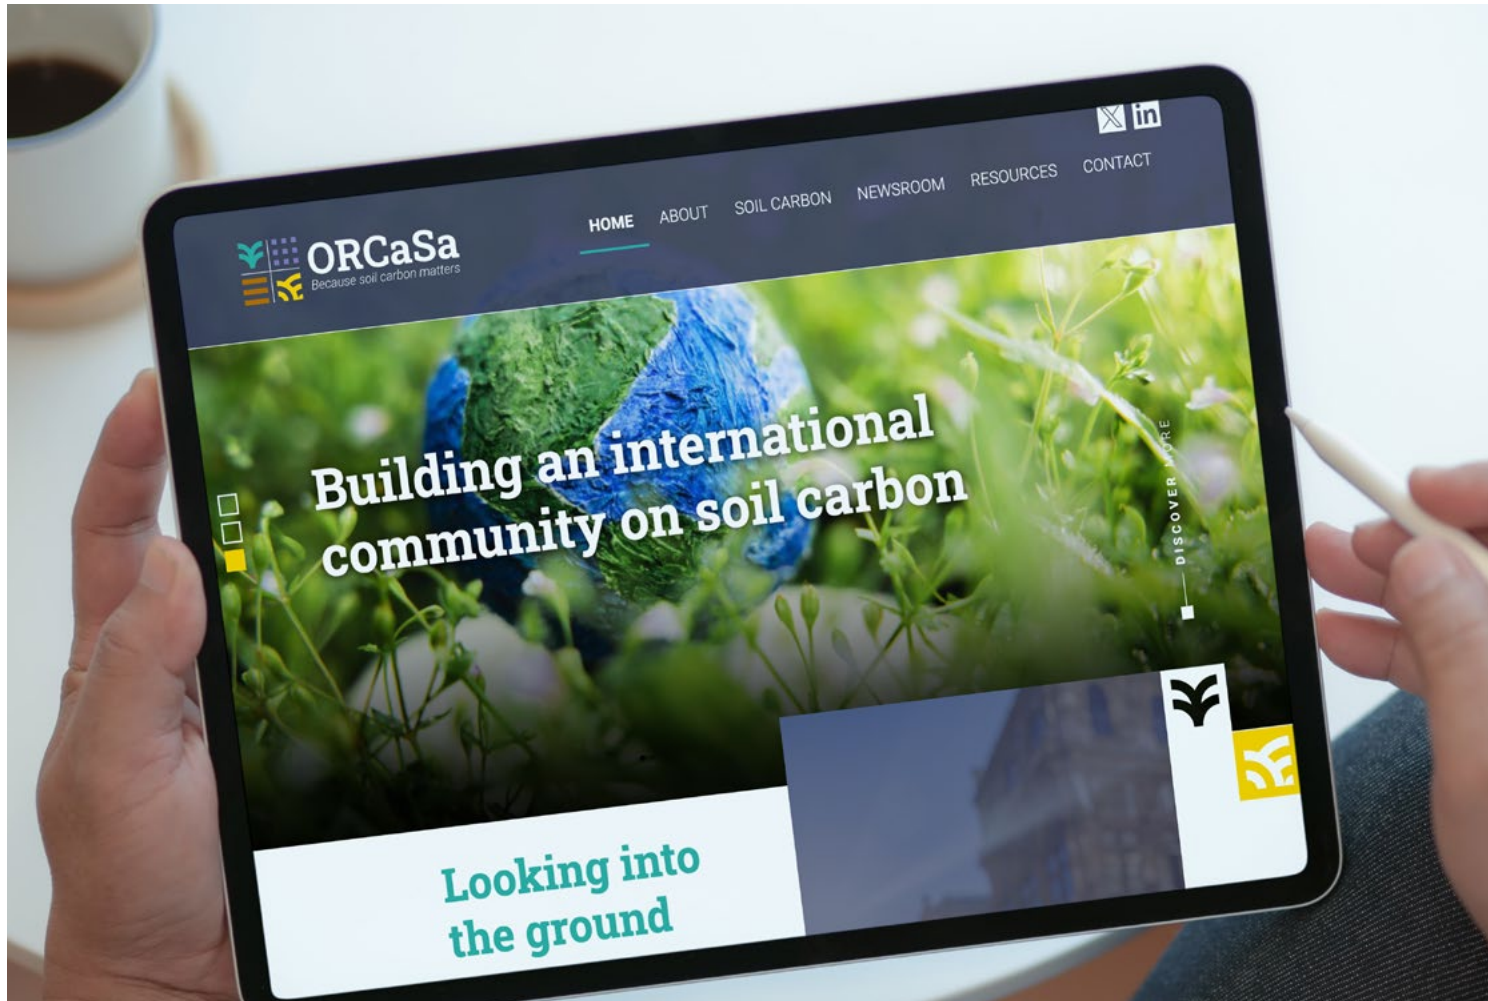 X in
HOME ABOUT SOIL CARBON NEWSROOM RESOURCES CONTACT
ORCaSa
Because soil carbon matters
Building an international
community on soil carbon
DISCOVER MORE
Looking into
the ground